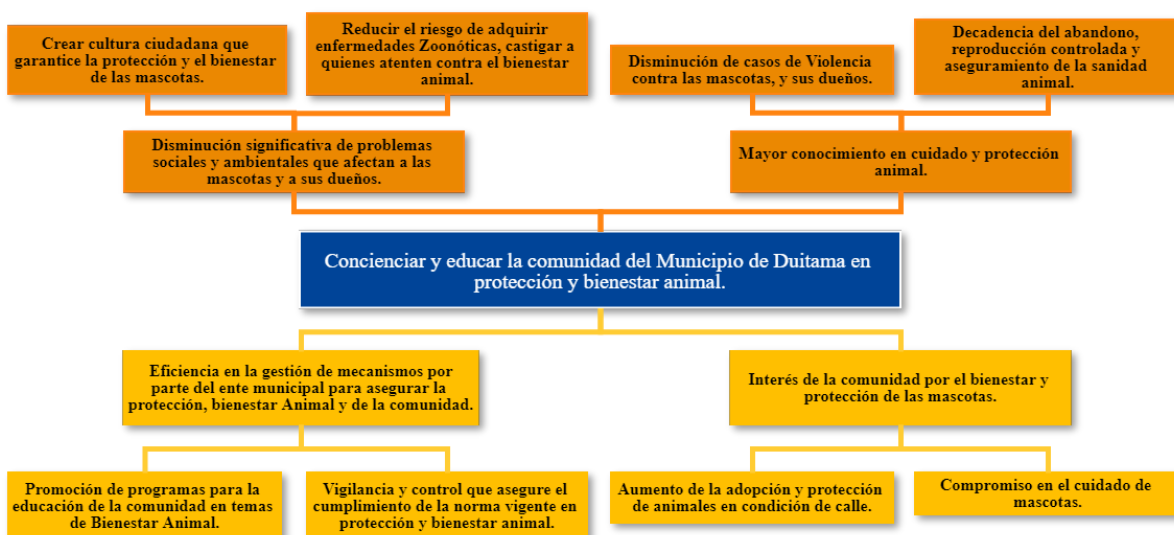 Crear cultura ciudadana que
garantice la protección y el bienestar
de las mascotas.
Reducir el riesgo de adquirir
enfermedades Zoonóticas, castigar a
quienes atenten contra el bienestar
animal.
Disminución de casos de Violencia
contra las mascotas, y sus dueños.
Decadencia del abandono,
reproducción controlada y
aseguramiento de la sanidad
animal.
Disminución significativa de problemas
sociales y ambientales que afectan a las
mascotas y a sus dueños.
Mayor conocimiento en cuidado y protección
animal.
Concienciar y educar la comunidad del Municipio de Duitama en
protección y bienestar animal.
Eficiencia en la gestión de mecanismos por
parte del ente municipal para asegurar la
protección, bienestar Animal y de la comunidad.
Interés de la comunidad por el bienestar y
protección de las mascotas.
Promoción de programas para la
educación de la comunidad en temas
de Bienestar Animal.
Vigilancia y control que asegure el
cumplimiento de la norma vigente en
protección y bienestar animal.
Aumento de la adopción y protección
de animales en condición de calle.
Compromiso en el cuidado de
mascotas.